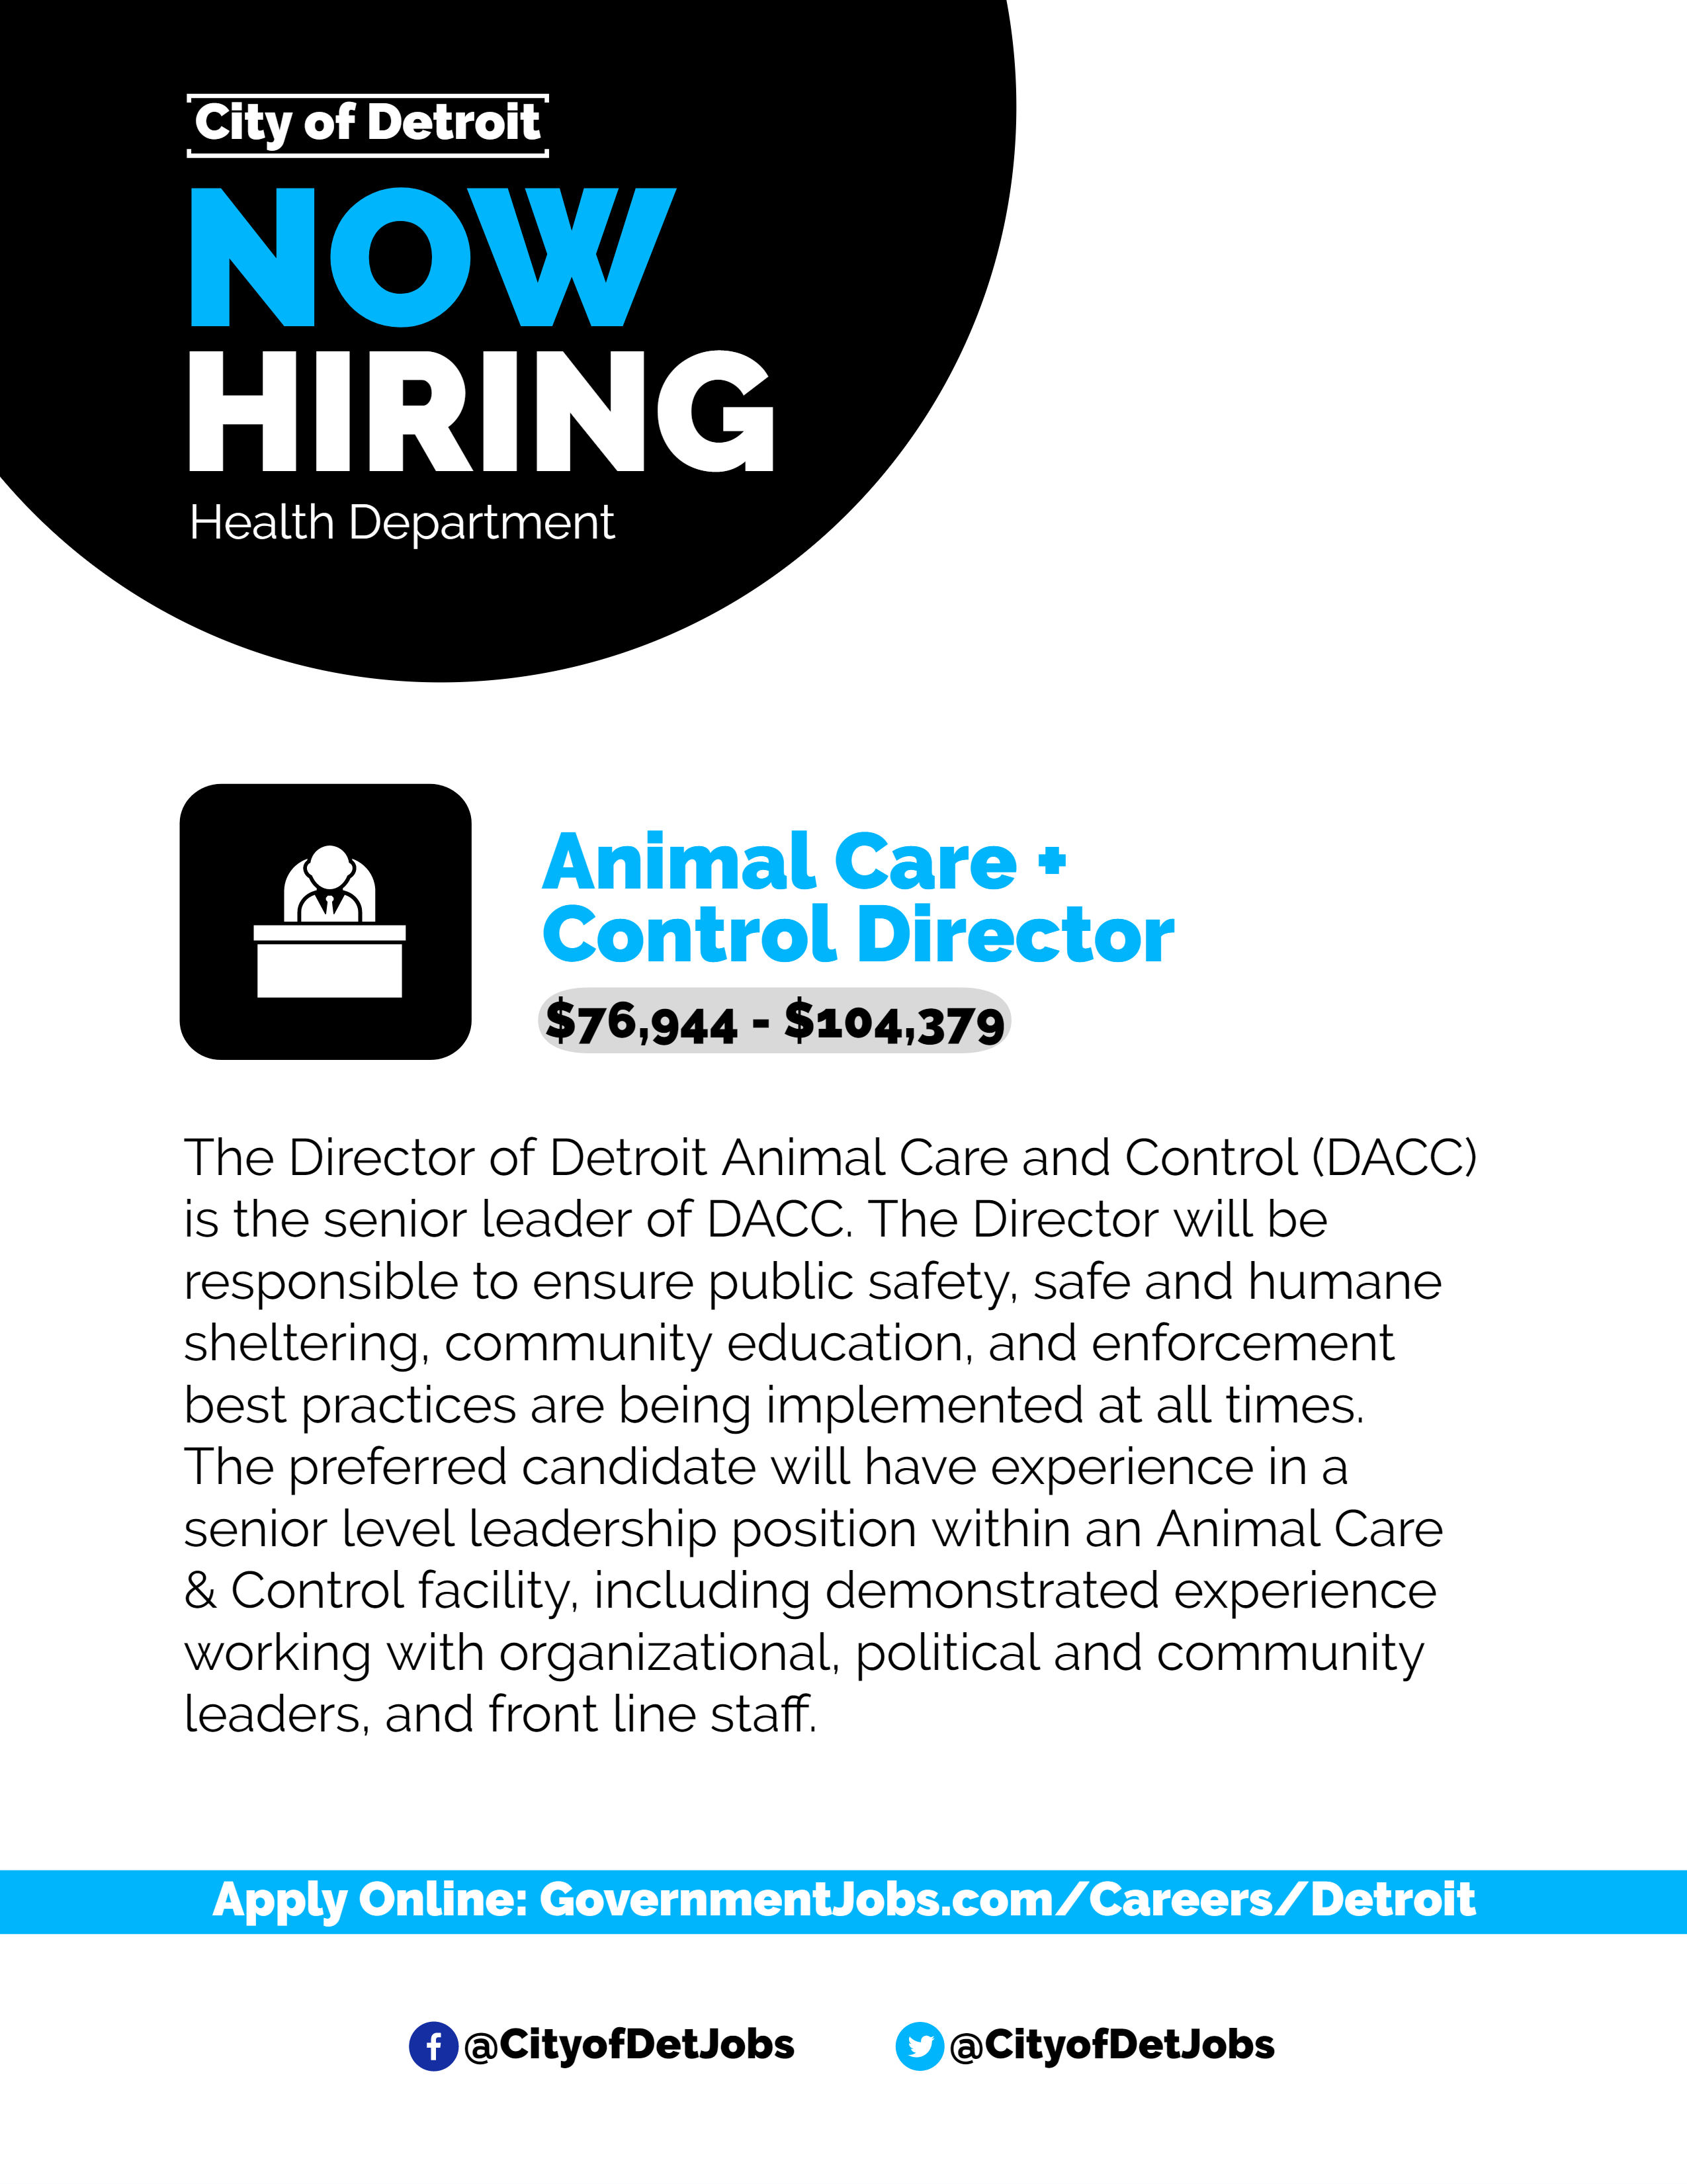 City of Detroit
NOW
HIRING
Health Department
Animal Care +
Control Director
$76,944 - $104,379
The Director of Detroit Animal Care and Control (DACC)
is the senior leader of DACC. The Director will be
responsible to ensure public safety, safe and humane
sheltering, community education, and enforcement
best practices are being implemented at all times.
The preferred candidate will have experience in a
senior level leadership position within an Animal Care
& Control facility, including demonstrated experience
working with organizational, political and community
leaders, and front line staff.
Apply Online: GovernmentJobs.com/Careers/Detroit
@CityofDetJobs
@CityofDetJobs